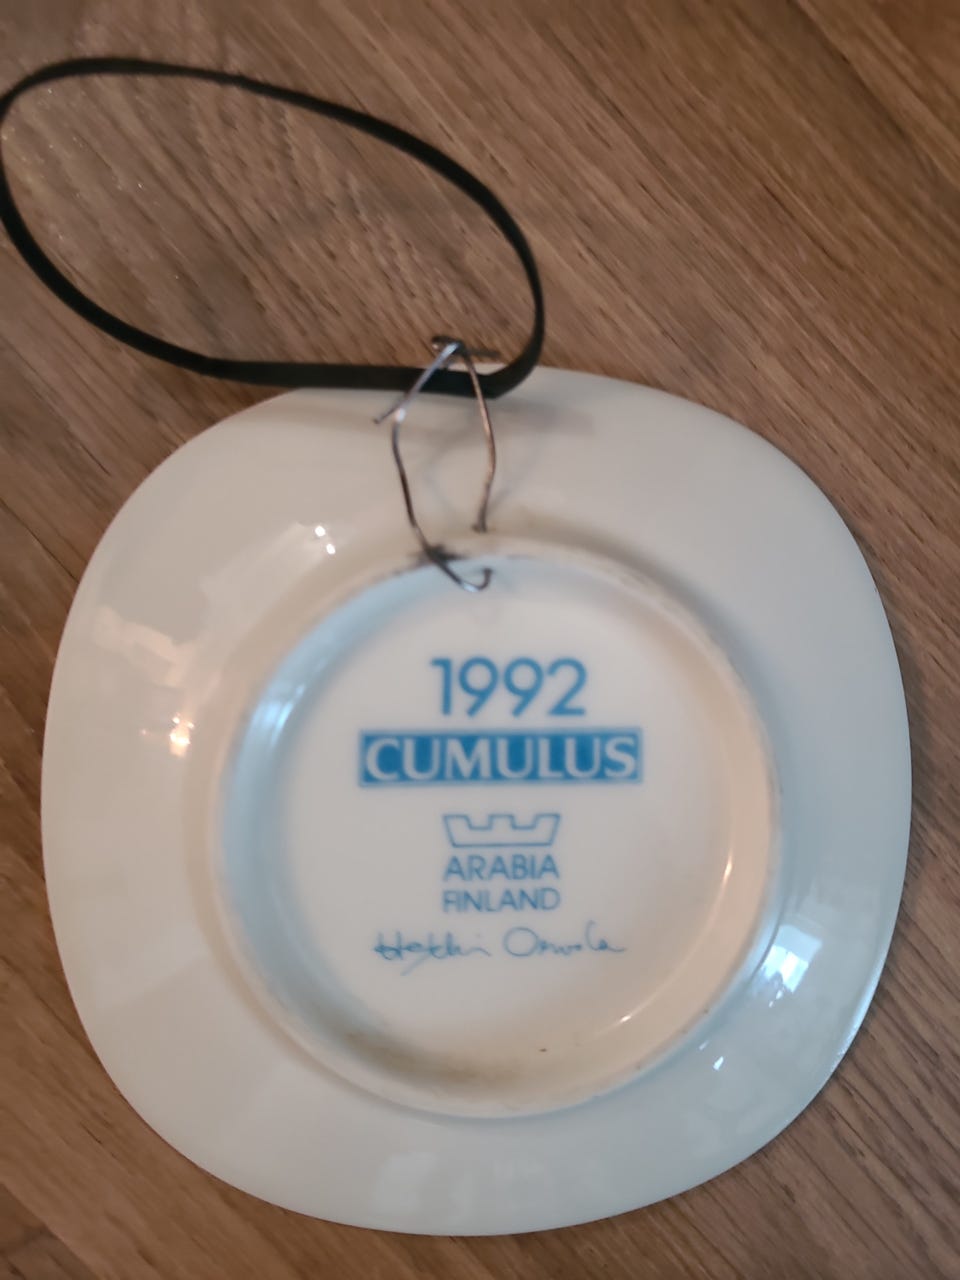 1992
CUMULUS
ARABIA
FINLAND
Heikki Orvola